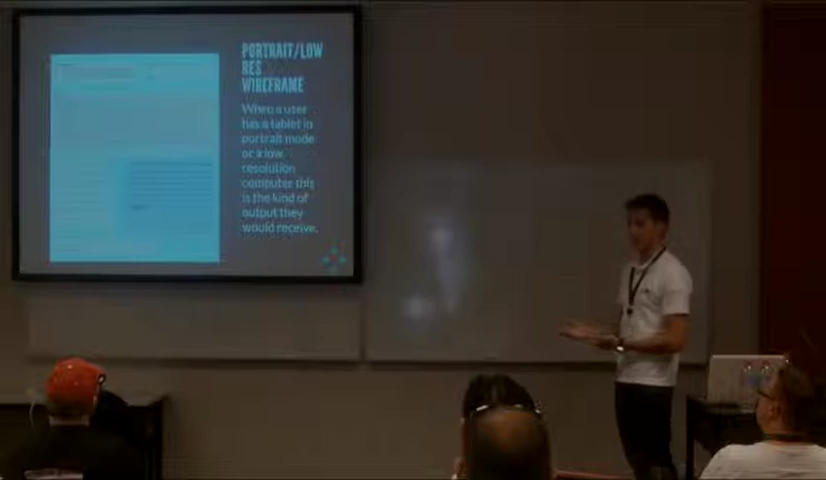 PORTRAIT/LOW
RES
WIREFRAME
When a user
has a tablet in
portrait mode
or a low
resolution
computer this
is the kind of
output they
would receive.